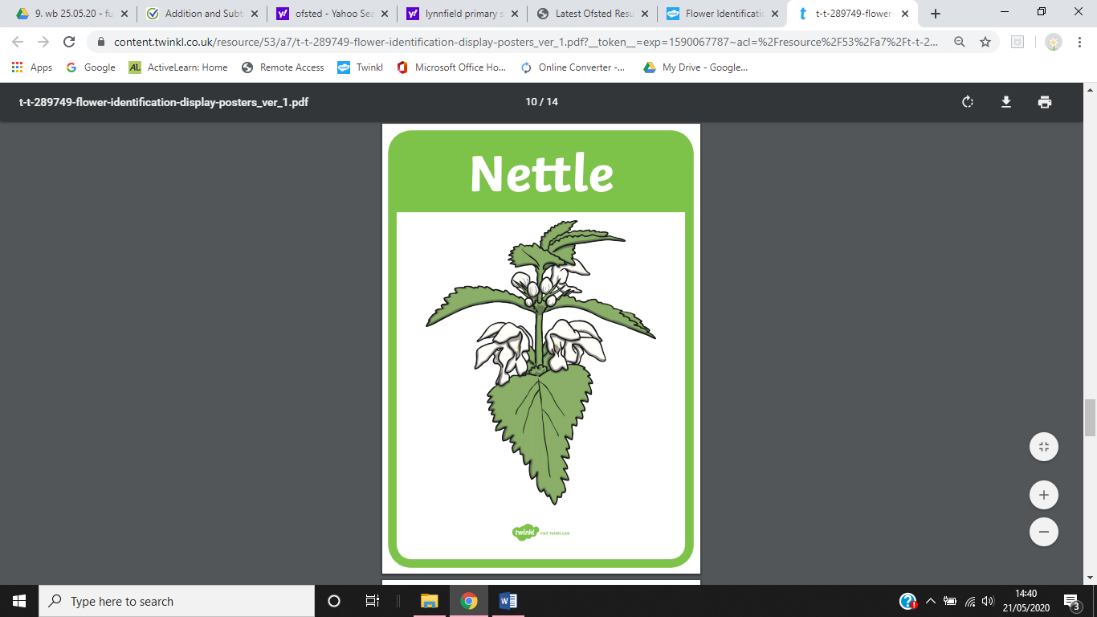 9. wb 25.05.20 - fu
Addition and Subt
ofsted - Yahoo Sea
lynnfield primary s
Latest Ofsted Resu
Flower Identificatio
t-t-289749-flower-
content.twinkl.co.uk/resource/53/a7/t-t-289749-flower-identification-display-posters_ver_1.pdf?__token__=exp=1590067787~acl=%2Fresource%2F53%2Fa7%2Ft-t-2...
Apps
Google
ActiveLearn: Home
Remote Access
Twinkl
Microsoft Office Ho...
Online Converter -...
My Drive - Google...
t-t-289749-flower-identification-display-posters_ver_1.pdf
10 / 14
Nettle
twinkl visit twinkl.com
Type here to search
14:40
21/05/2020
3